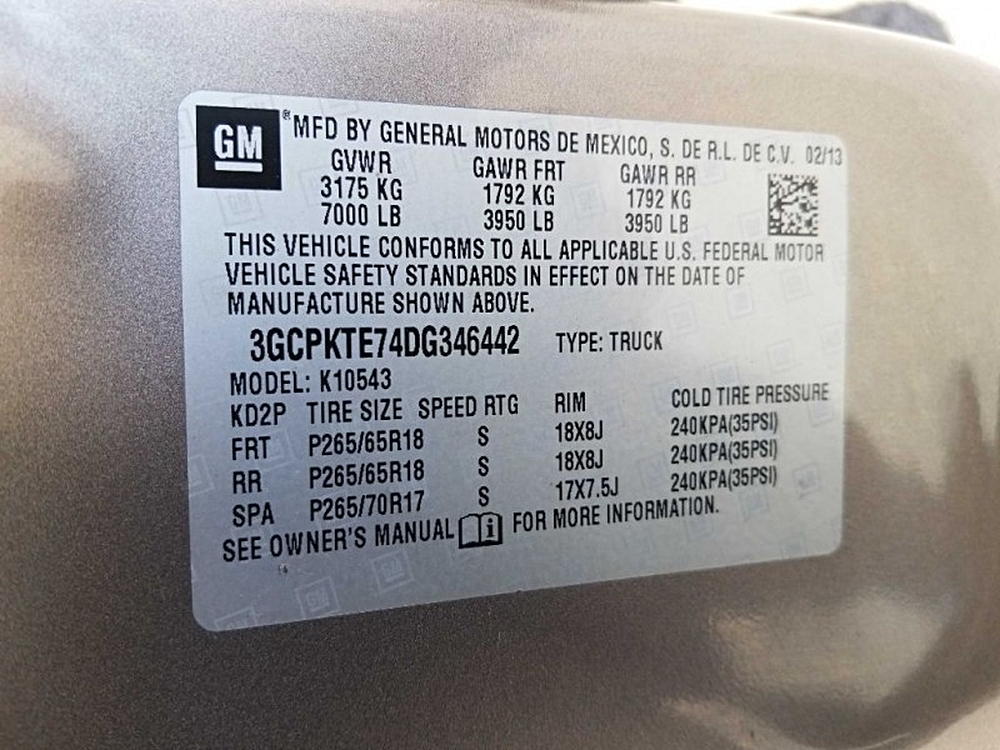 GM ® MFD BY GENERAL MOTORS DE MEXICO, S. DE R.L. DE C.V. 02/13
GVWR GAWR FRT GAWR RR
3175 KG 1792 KG 1792 KG
7000 LB 3950 LB 3950 LB
THIS VEHICLE CONFORMS TO ALL APPLICABLE U.S. FEDERAL MOTOR
VEHICLE SAFETY STANDARDS IN EFFECT ON THE DATE OF
MANUFACTURE SHOWN ABOVE.
3GCPKTE74DG346442 TYPE: TRUCK
MODEL: K10543
KD2P TIRE SIZE SPEED RTG RIM COLD TIRE PRESSURE
FRT P265/65R18 S 18X8J 240KPA(35PSI)
RR P265/65R18 S 18X8J 240KPA(35PSI)
SPA P265/70R17 S 17X7.5J 240KPA(35PSI)
SEE OWNER'S MANUAL i FOR MORE INFORMATION.